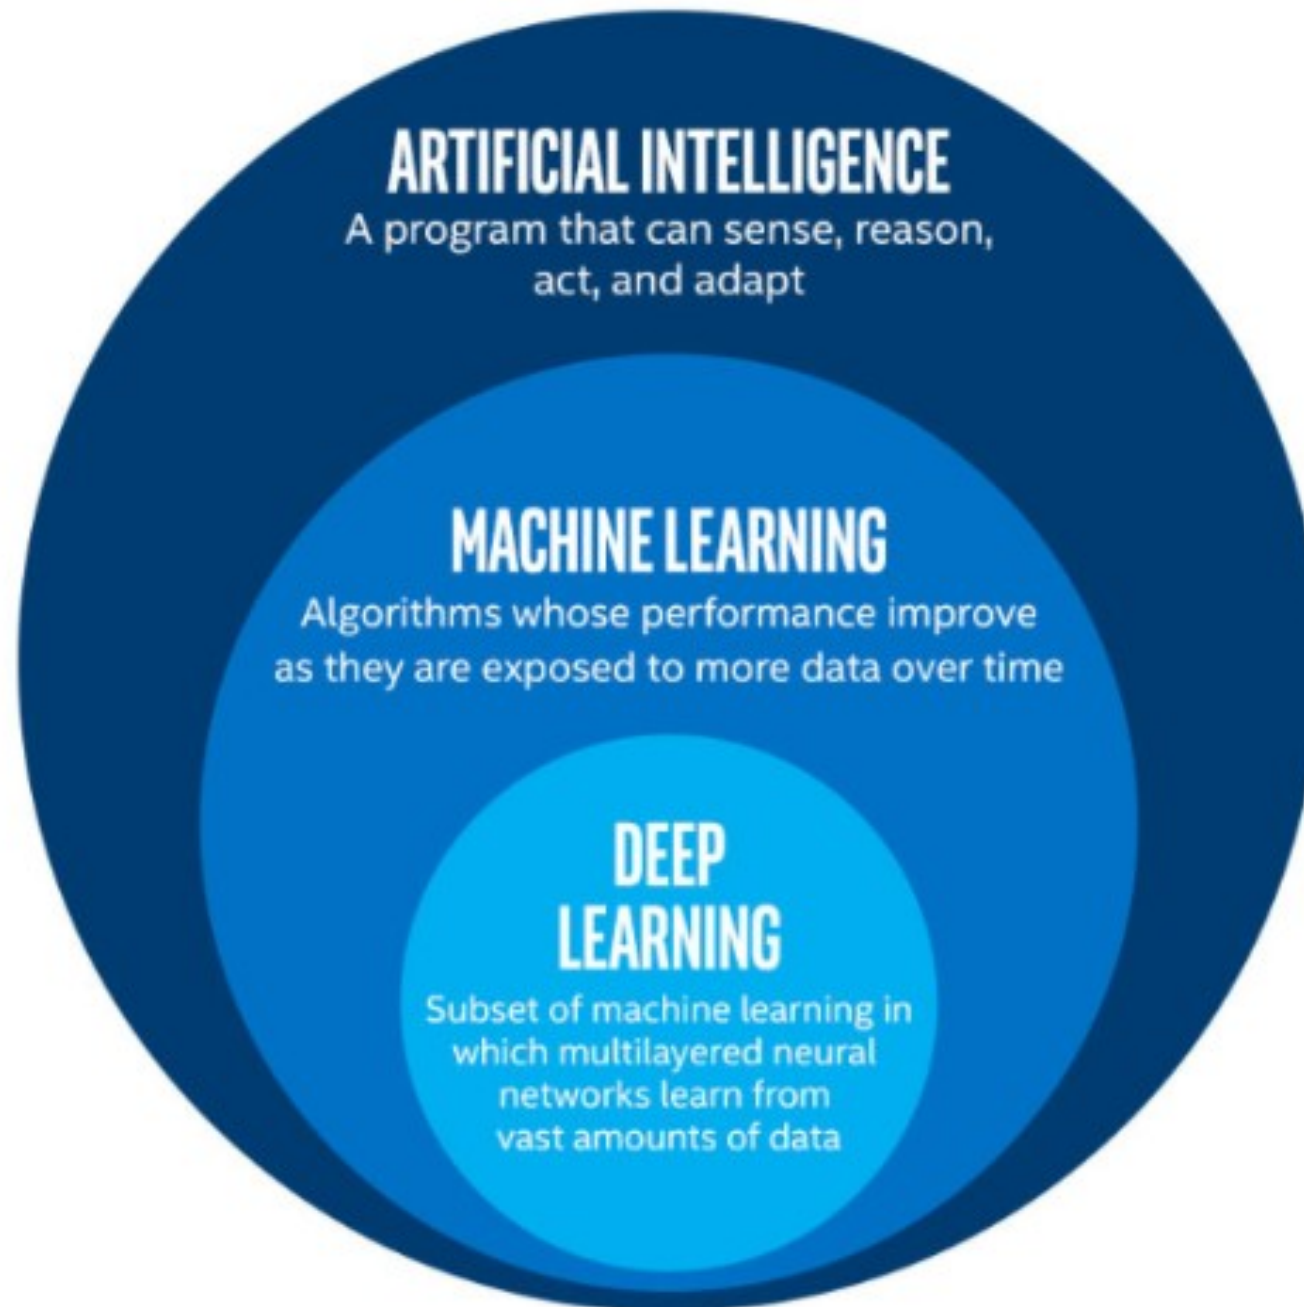 ARTIFICIAL INTELLIGENCE
A program that can sense, reason,
act, and adapt
MACHINE LEARNING
Algorithms whose performance improve
as they are exposed to more data over time
DEEP
LEARNING
Subset of machine learning in
which multilayered neural
networks learn from
vast amounts of data